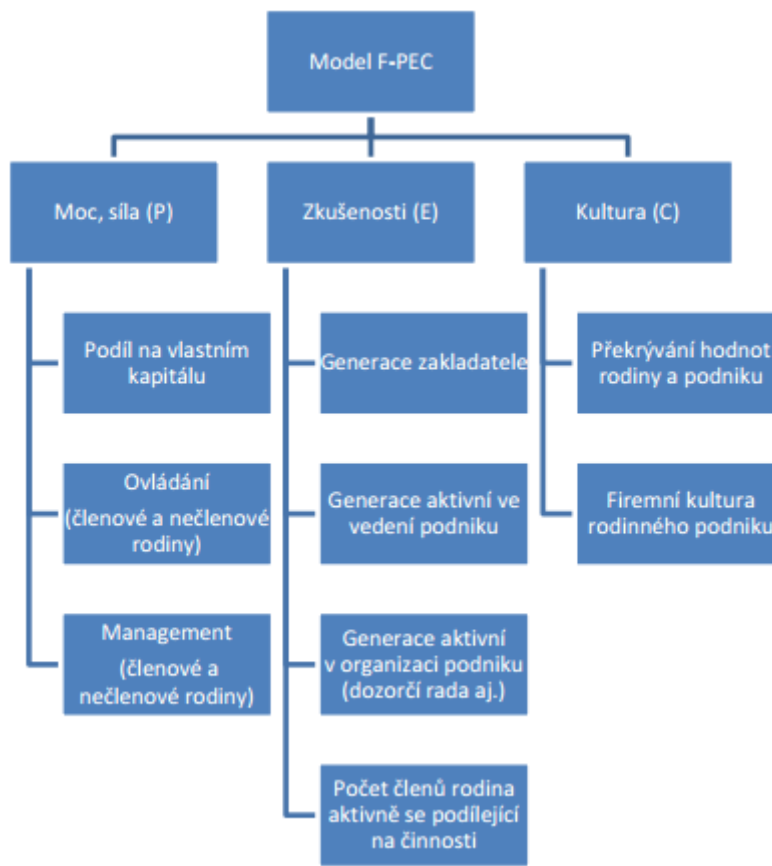 Model F-PEC
Moc, síla (P)
Zkušenosti (E)
Kultura (C)
Podíl na vlastním
kapitálu
Ovládání
(členové a nečlenové
rodiny)
Management
(členové a
nečlenové rodiny)
Generace zakladatele
Generace aktivní ve
vedení podniku
Generace aktivní
v organizaci podniku
(dozorčí rada aj.)
Počet členů rodina
aktivně se podílející
na činnosti
Překrývání hodnot
rodiny a podniku
Firemní kultura
rodinného podniku